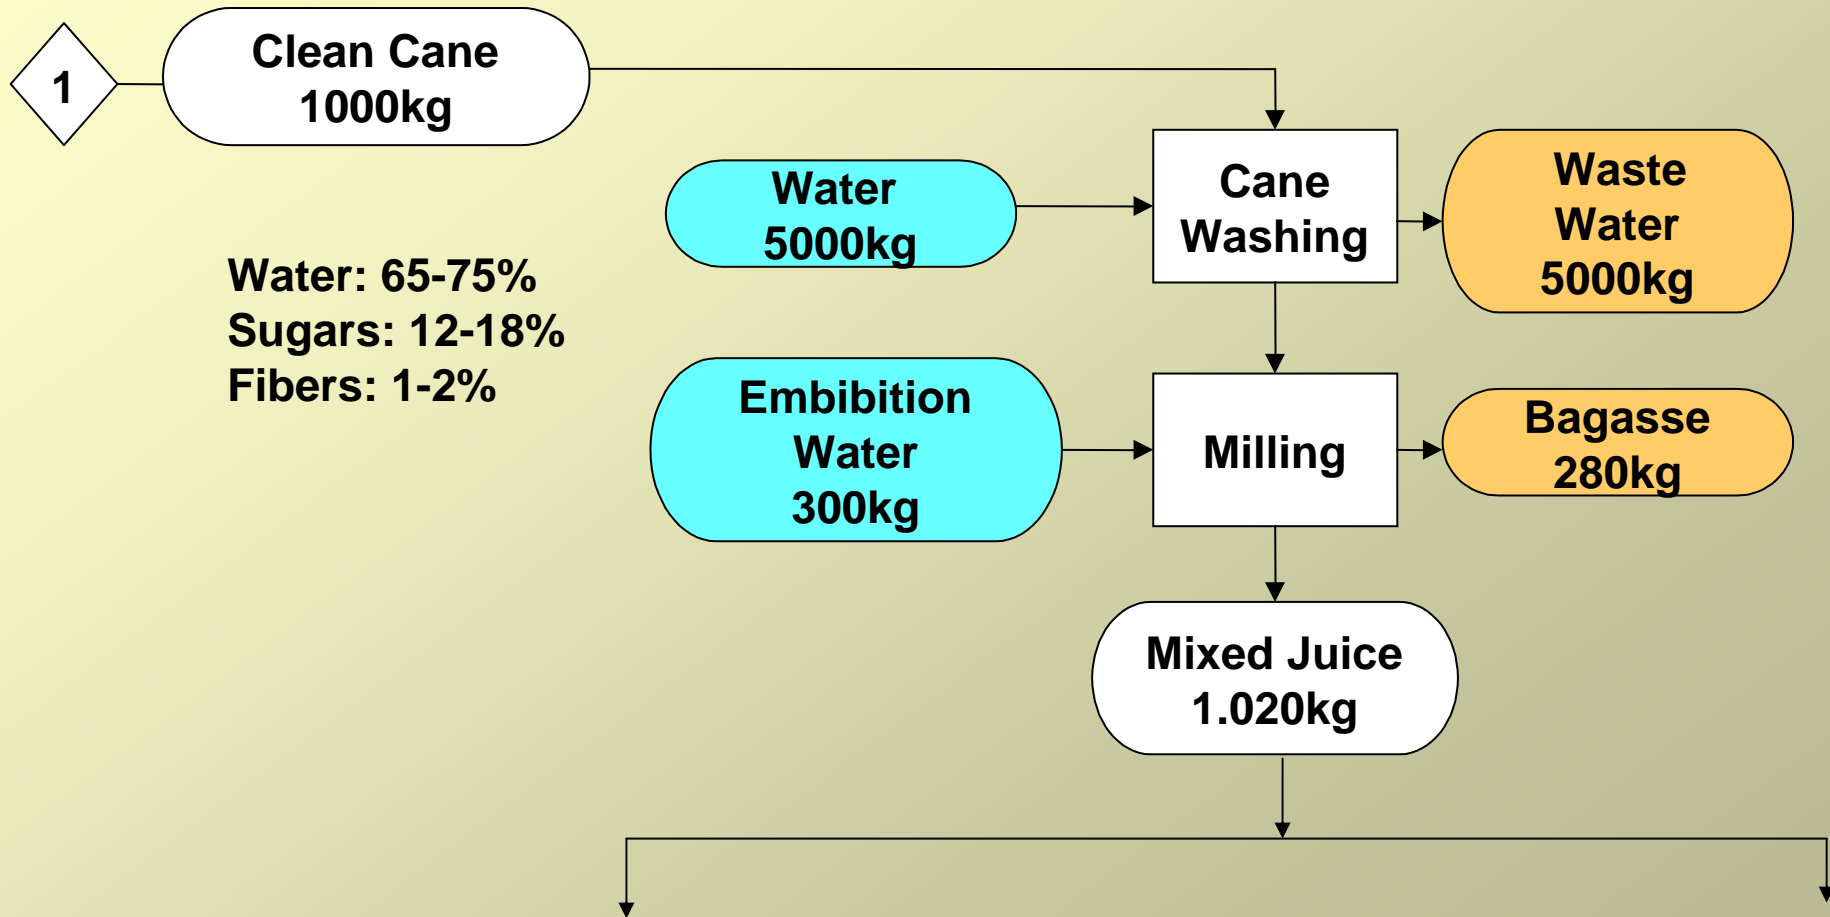 1
Clean Cane
1000kg
Water
5000kg
Cane
Washing
Waste
Water
5000kg
Water: 65-75%
Sugars: 12-18%
Fibers: 1-2%
Embibition
Water
300kg
Milling
Bagasse
280kg
Mixed Juice
1.020kg